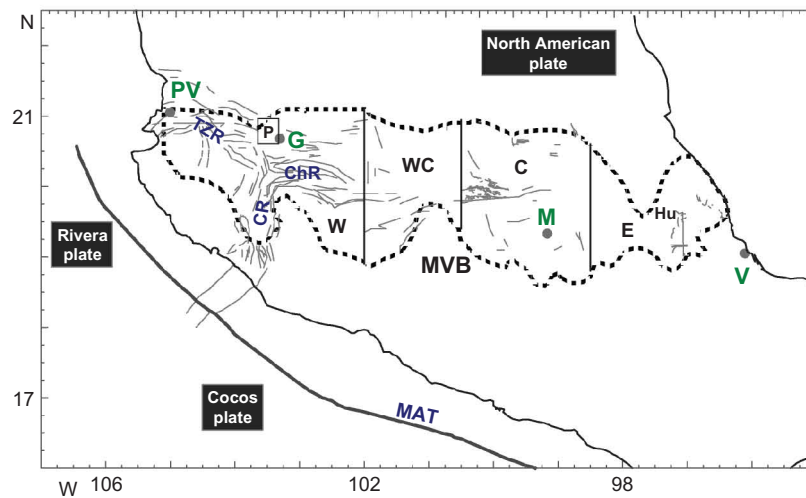 N
North American
plate
PV
21
TZR
P
G
WC
C
ChR
CR
Hu
W
M
E
Rivera
plate
MVB
V
Cocos
plate
17
MAT
W
106
102
98